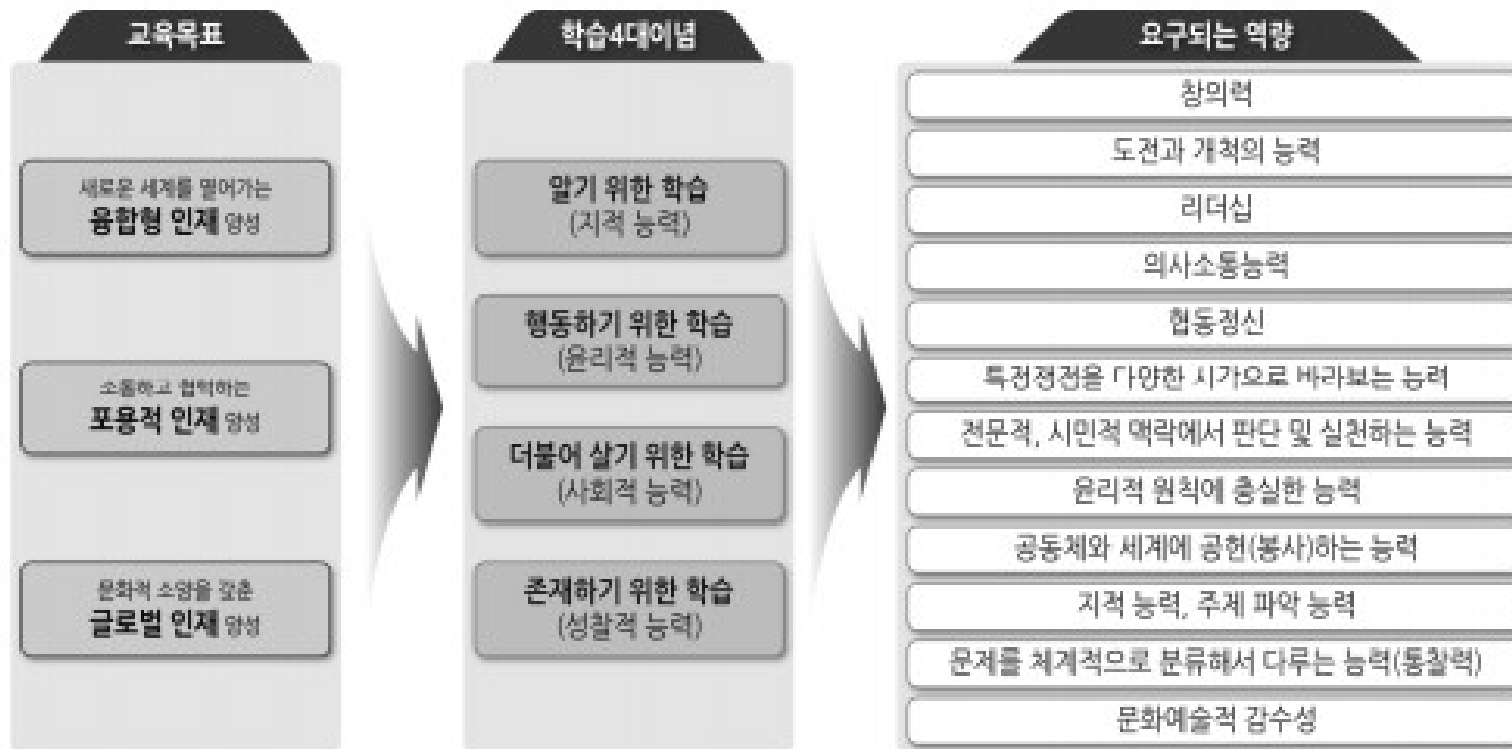 교육목표
새로운 세계를 열어가는
융합형 인재 양성
소통하고 협력하는
포용적 인재 양성
문화적 소양을 갖춘
글로벌 인재 양성
학습4대이념
알기 위한 학습
(지적 능력)
행동하기 위한 학습
(윤리적 능력)
더불어 살기 위한 학습
(사회적 능력)
존재하기 위한 학습
(성찰적 능력)
요구되는 역량
창의력
도전과 개척의 능력
리더십
의사소통능력
협동정신
특정쟁점을 다양한 시각으로 바라보는 능력
전문적, 시민적 맥락에서 판단 및 실천하는 능력
윤리적 원칙에 충실한 능력
공동체와 세계에 공헌(봉사)하는 능력
지적 능력, 주제 파악 능력
문제를 체계적으로 분류해서 다루는 능력(통찰력)
문화예술적 감수성